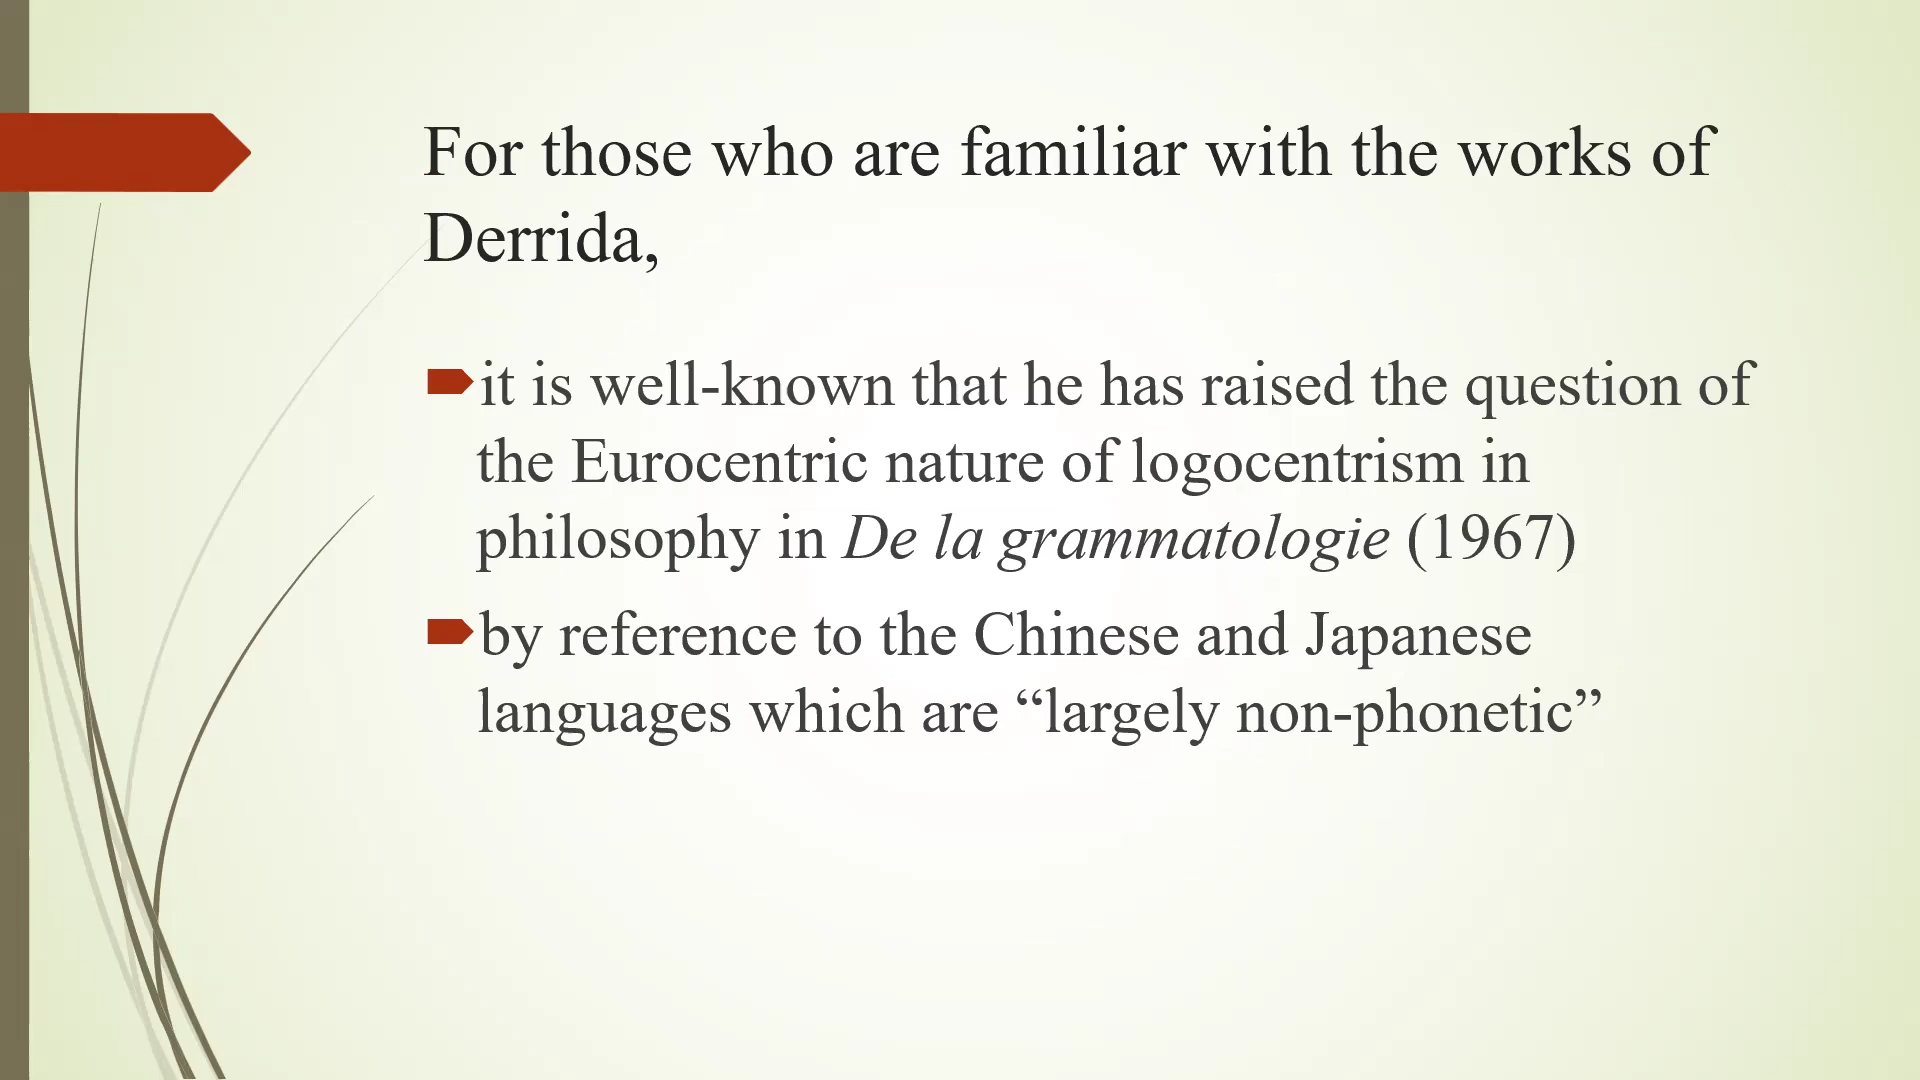 For those who are familiar with the works of
Derrida,
it is well-known that he has raised the question of
the Eurocentric nature of logocentrism in
philosophy in De la grammatologie (1967)
by reference to the Chinese and Japanese
languages which are “largely non-phonetic”